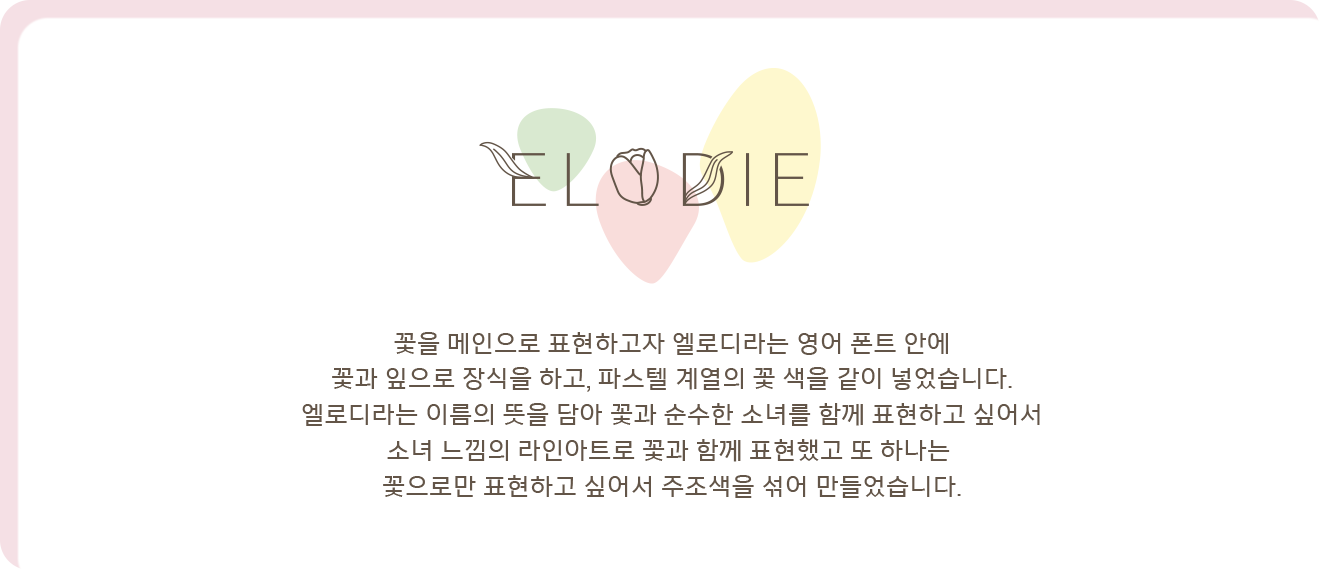 ELODIE
꽃을 메인으로 표현하고자 엘로디라는 영어 폰트 안에
꽃과 잎으로 장식을 하고, 파스텔 계열의 꽃 색을 같이 넣었습니다.
엘로디라는 이름의 뜻을 담아 꽃과 순수한 소녀를 함께 표현하고 싶어서
소녀 느낌의 라인아트로 꽃과 함께 표현했고 또 하나는
꽃으로만 표현하고 싶어서 주조색을 섞어 만들었습니다.